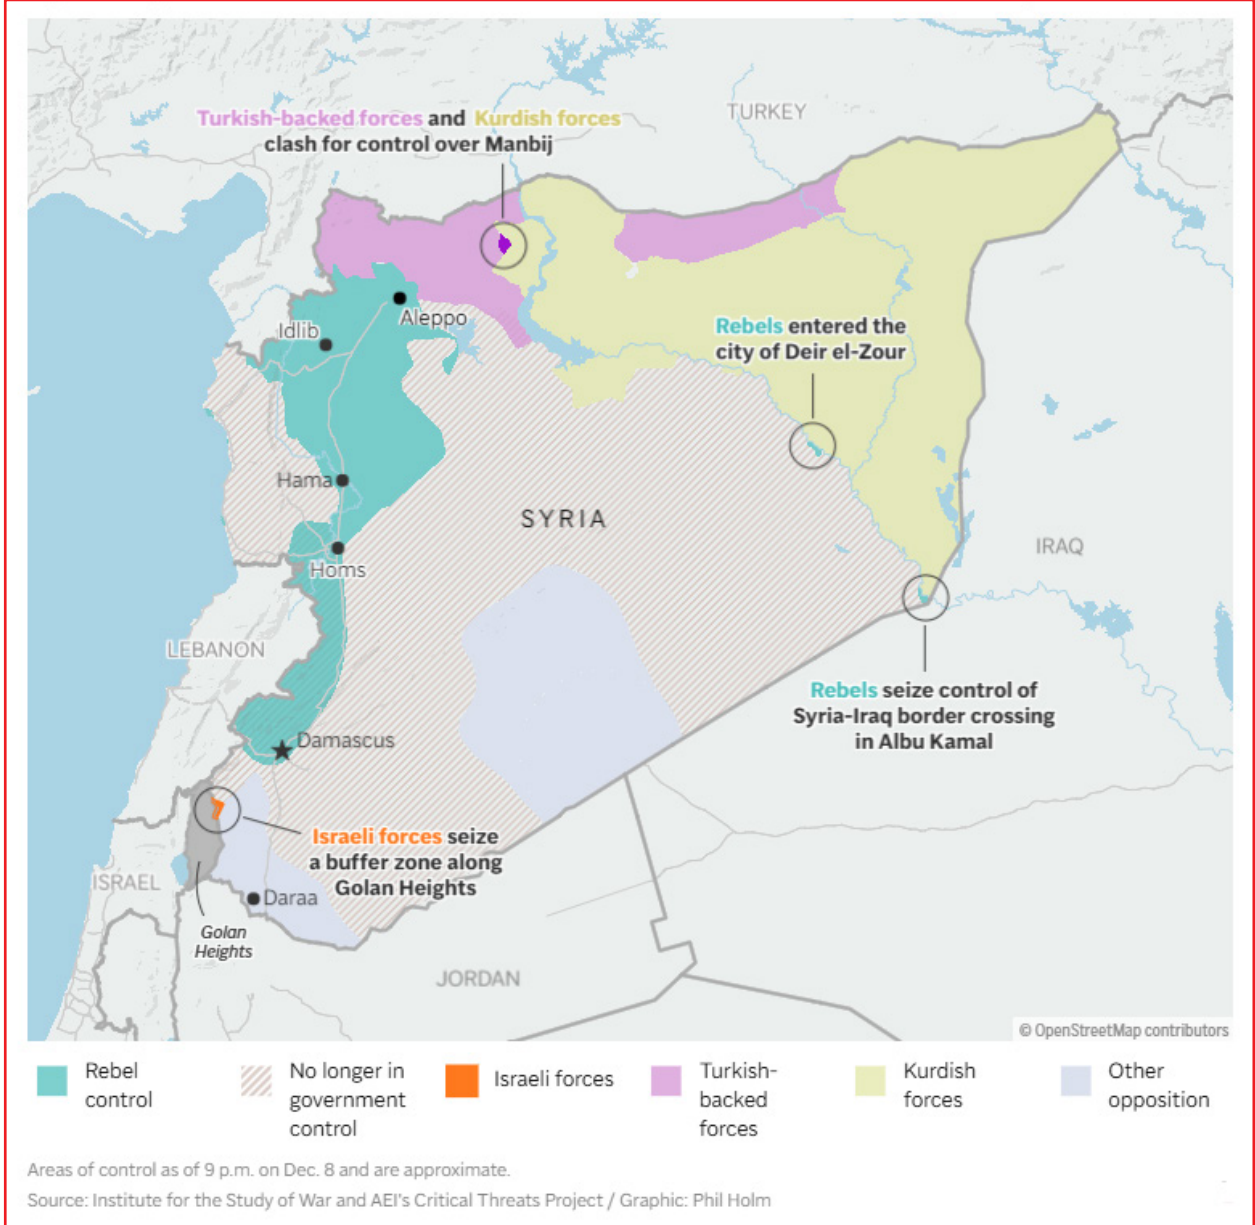 TURKEY
Turkish-backed forces and Kurdish forces
clash for control over Manbij
Aleppo
Idlib
Rebels entered the
city of Deir el-Zour
Hama
SYRIA
IRAQ
Homs
LEBANON
Rebels seize control of
Syria-Iraq border crossing
in Albu Kamal
Damascus
Israeli forces seize
a buffer zone along
Golan Heights
ISRAEL
Daraa
Golan
Heights
JORDAN
© OpenStreetMap contributors
Rebel
control
No longer in
government
control
Israeli forces
Turkish-
backed
forces
Kurdish
forces
Other
opposition
Areas of control as of 9 p.m. on Dec. 8 and are approximate.
Source: Institute for the Study of War and AEI's Critical Threats Project / Graphic: Phil Holm